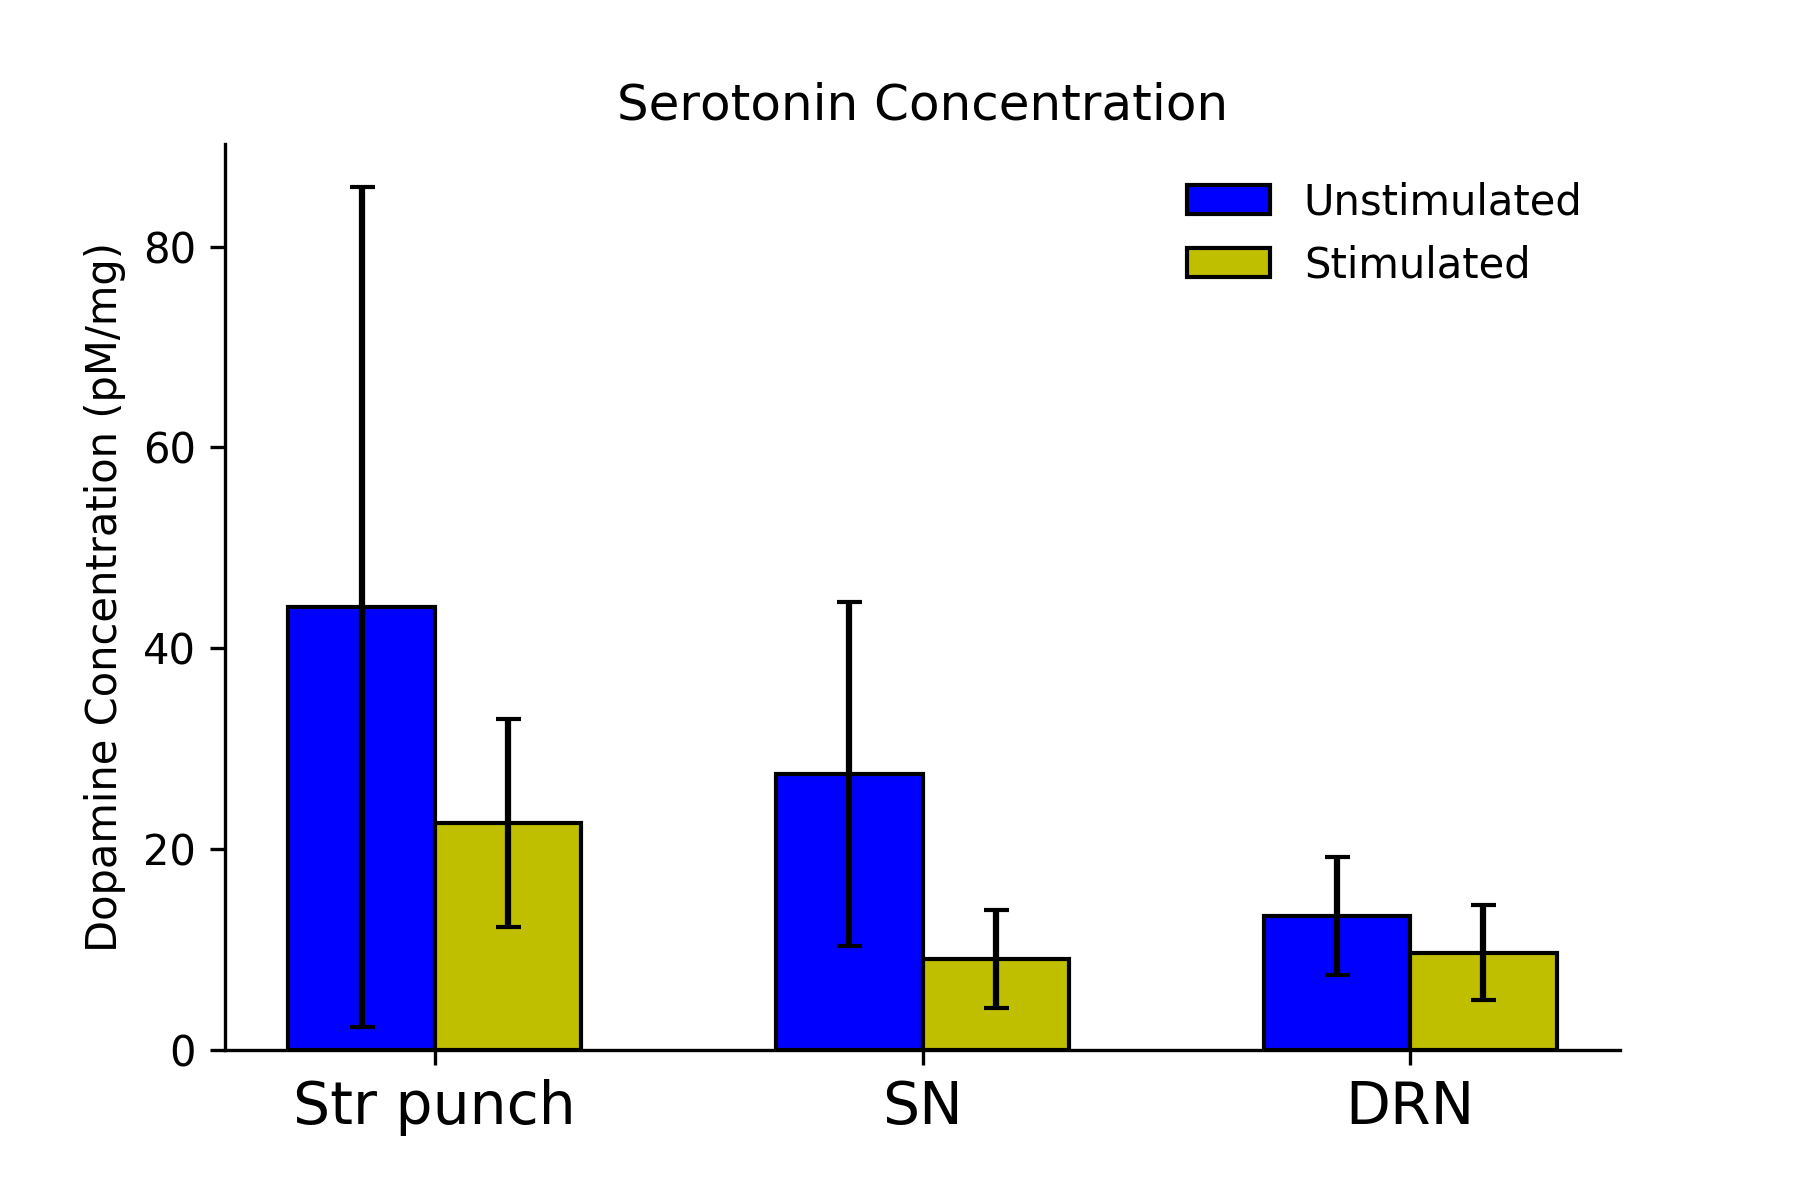 Serotonin Concentration
Unstimulated
Stimulated
Dopamine Concentration (pM/mg)
80
60
40
20
0
Str punch
SN
DRN